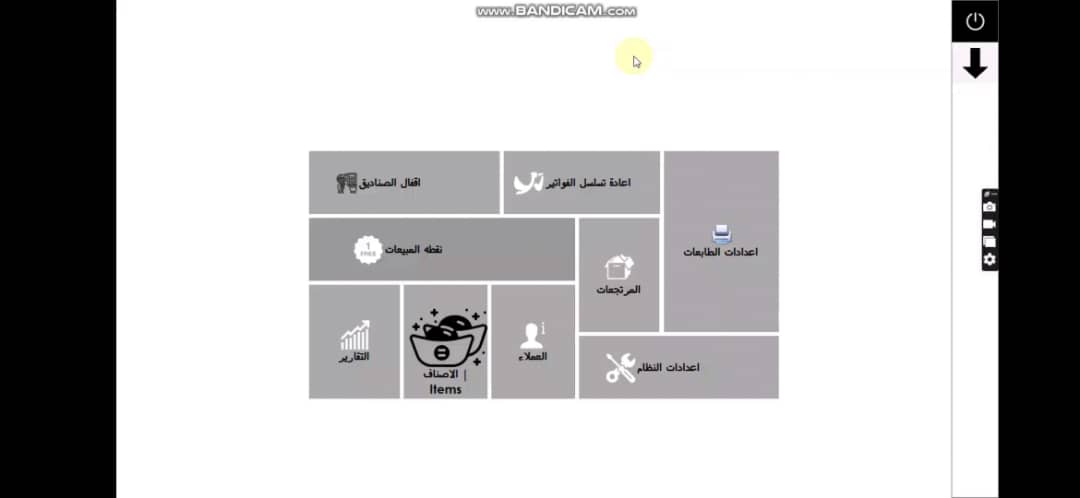 www.BANDICAM.COM
اقفال الصناديق
اعادة تسلسل الفواتير
اعدادات الطابعات
1
FREE
نقطه المبيعات
المرتجعات
التقارير
الاصناف |
Items
العملاء
اعدادات النظام